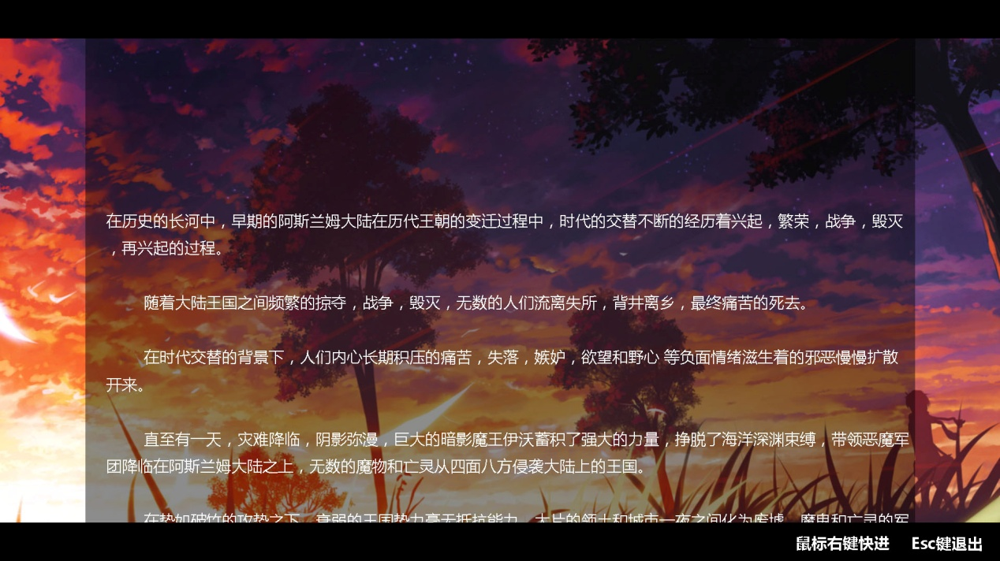 在历史的长河中，早期的阿斯兰姆大陆在历代王朝的变迁过程中，时代的交替不断的经历着兴起，繁荣，战争，毁灭
，再兴起的过程。
随着大陆王国之间频繁的掠夺，战争，毁灭，无数的人们流离失所，背井离乡，最终痛苦的死去。
在时代交替的背景下，人们内心长期积压的痛苦，失落，嫉妒，欲望和野心 等负面情绪滋生着的邪恶慢慢扩散
开来。
直至有一天，灾难降临，阴影弥漫，巨大的暗影魔王伊沃蓄积了强大的力量，挣脱了海洋深渊束缚，带领恶魔军
团降临在阿斯兰姆大陆之上，无数的魔物和亡灵从四面八方侵袭大陆上的王国。
在势如破竹的攻势之下，衰弱的王国势力毫无抵抗能力，大片的领土和城市一夜之间化为废墟，魔鬼和亡灵的军
鼠标右键快进 Esc键退出